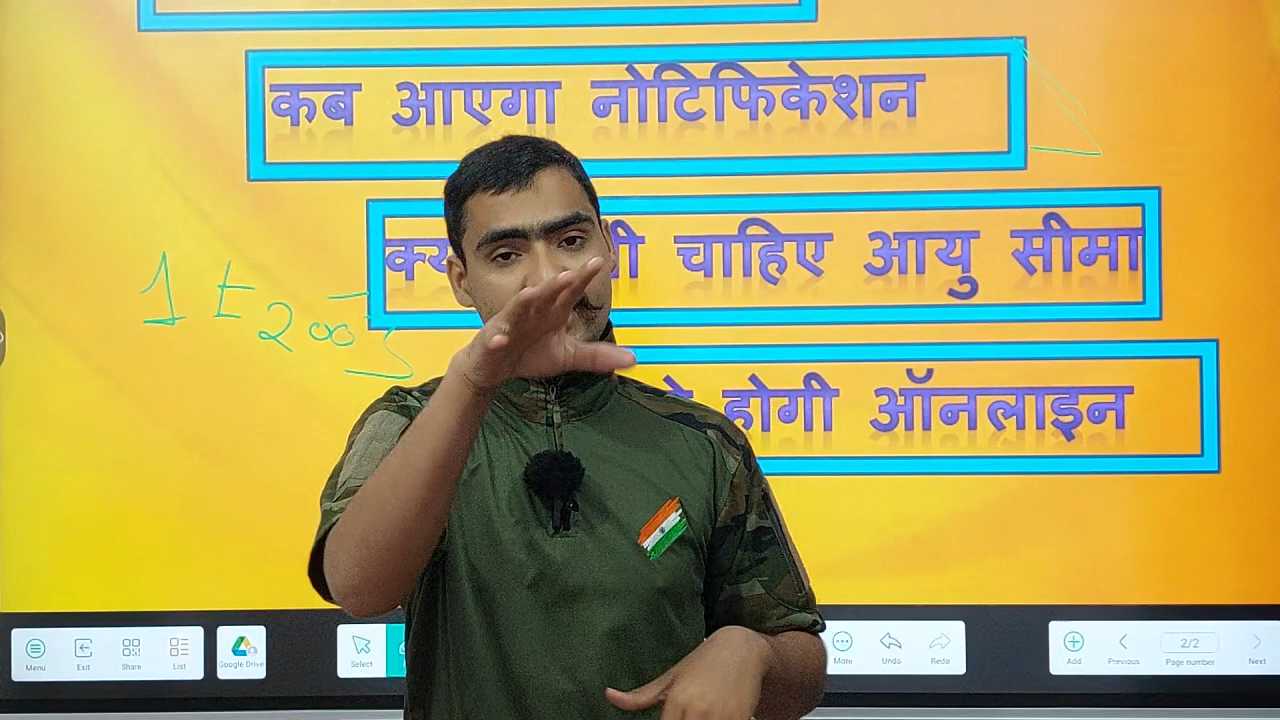 कब आएगा नोटिफिकेशन
चाहिए आयु सीमा
1 t 2005
होगी ऑनलाइन
Menu
Exit
Share
List
Google Drive
Select
More
Undo
Redo
Add
Previous
2/2
Page number
Next